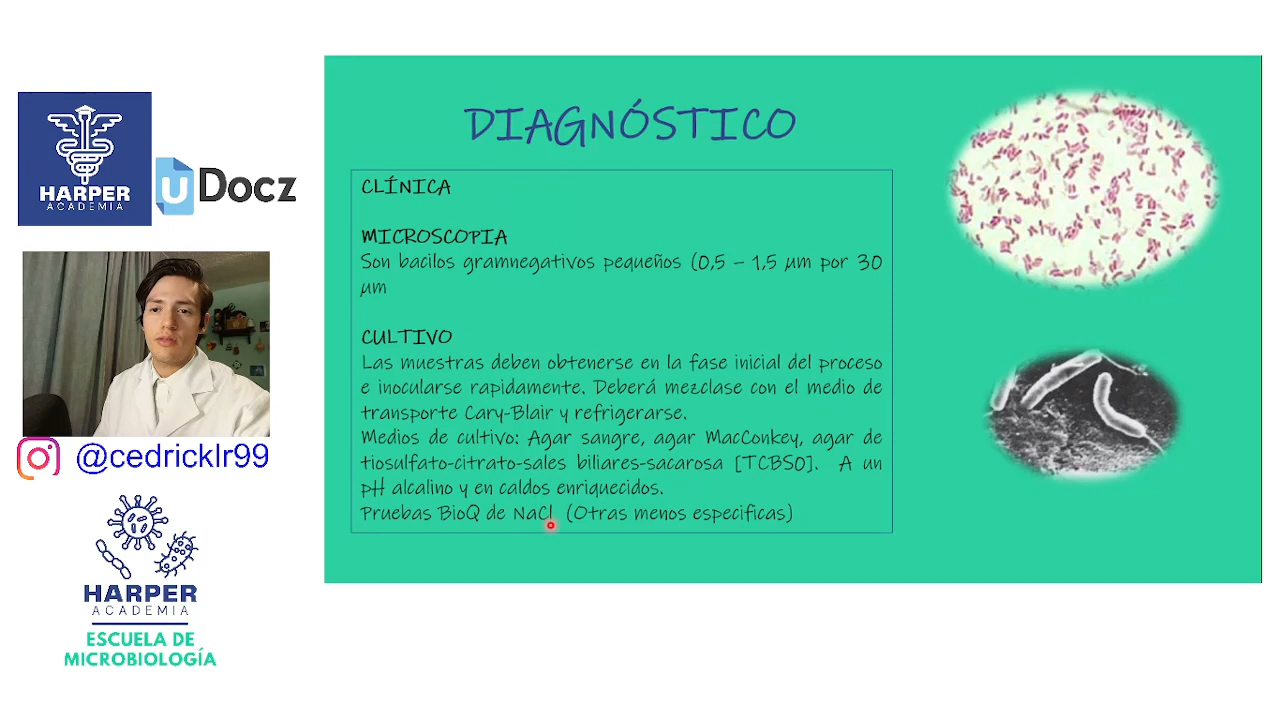 HARPER
ACADEMIA
U Docz
@cedricklr99
HARPER
ACADEMIA
ESCUELA DE
MICROBIOLOGÍA
DIAGNÓSTICO
CLÍNICA
MICROSCOPIA
Son bacilos gramnegativos pequeños (0,5 – 1,5 µm por 30
µm
CULTIVO
Las muestras deben obtenerse en la fase inicial del proceso
e inocularse rapidamente. Deberá mezclase con el medio de
transporte Cary-Blair y refrigerarse.
Medios de cultivo: Agar sangre, agar MacConkey, agar de
tiosulfato-citrato-sales biliares-sacarosa [TCBS0]. A un
pH alcalino y en caldos enriquecidos.
Pruebas BioQ de NaCl (Otras menos especificas)